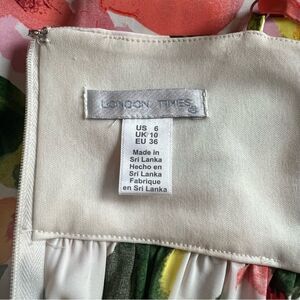 LONDON TIMES
US 6
UK 10
EU 36
Made in
Sri Lanka
Hecho en
Sri Lanka
Fabrique
en Sri Lanka